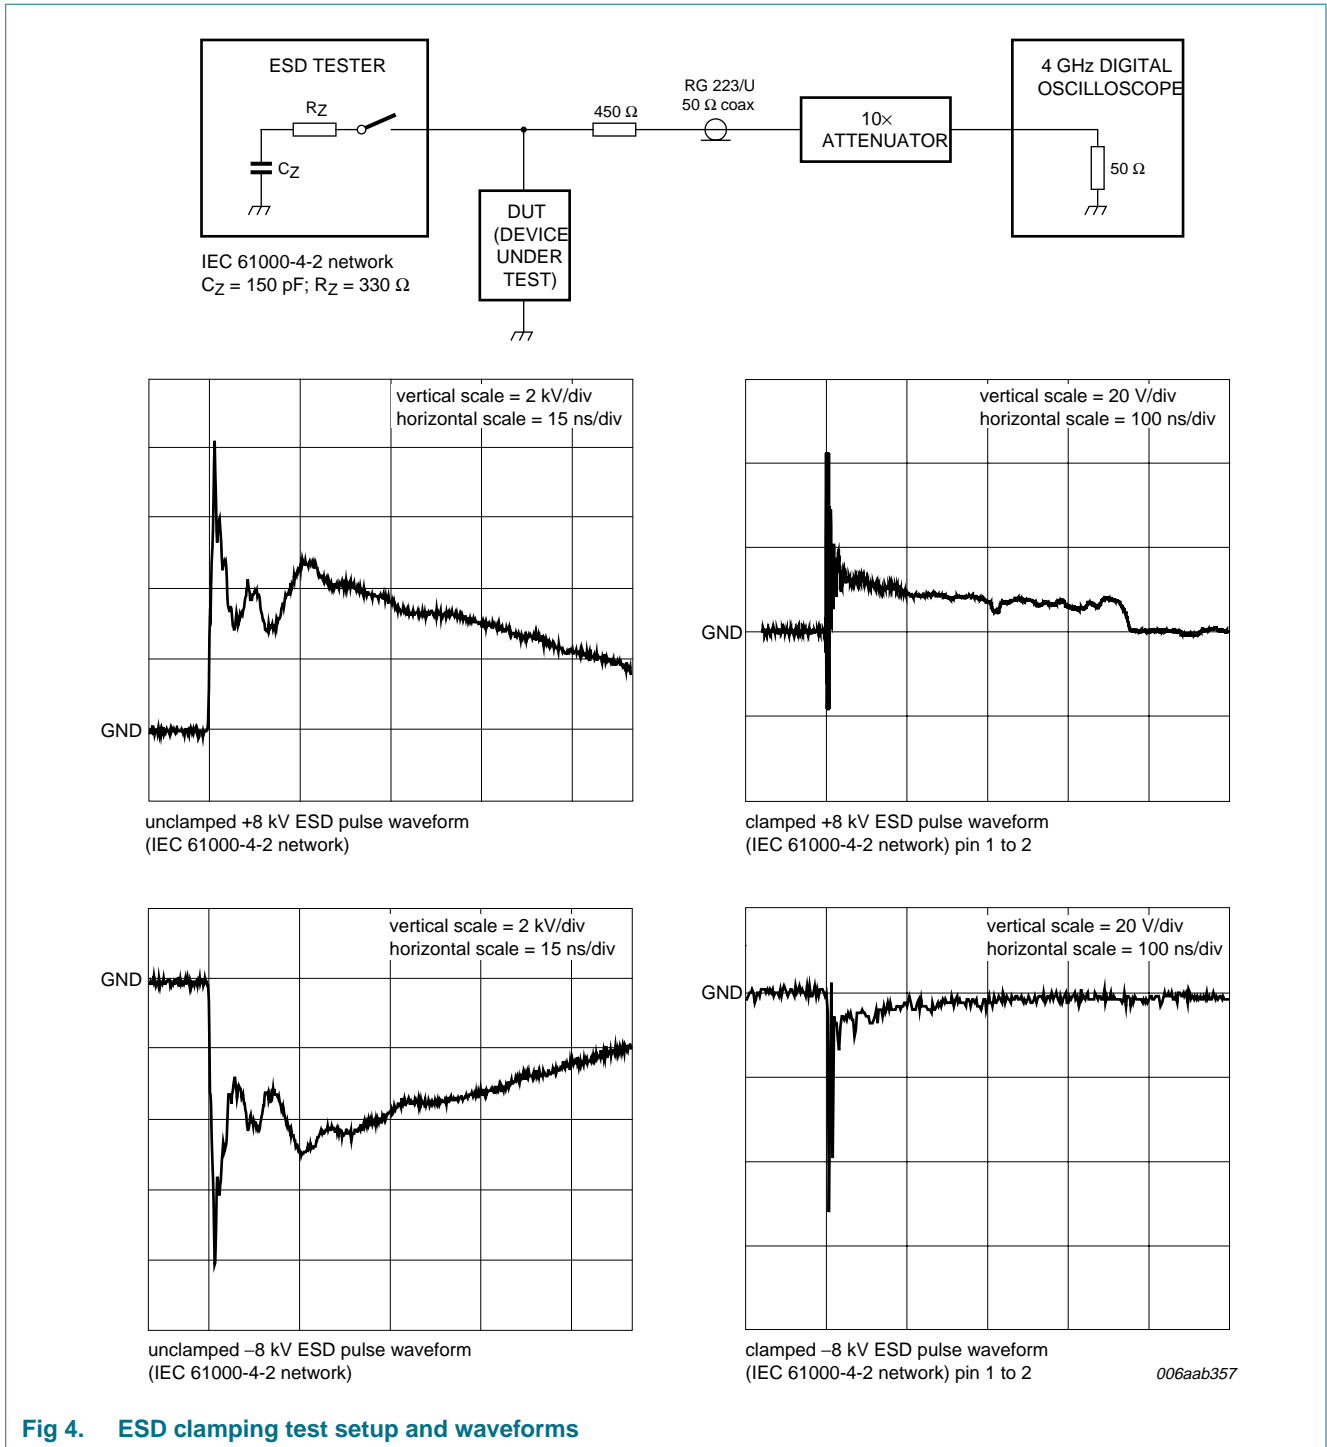 ESD TESTER
RZ
CZ
IEC 61000-4-2 network
CZ = 150 pF; RZ = 330 Ω
DUT
(DEVICE
UNDER
TEST)
450 Ω
RG 223/U
50 Ω coax
10×
ATTENUATOR
4 GHz DIGITAL
OSCILLOSCOPE
50 Ω
vertical scale = 2 kV/div
horizontal scale = 15 ns/div
GND
unclamped +8 kV ESD pulse waveform
(IEC 61000-4-2 network)
vertical scale = 20 V/div
horizontal scale = 100 ns/div
GND
clamped +8 kV ESD pulse waveform
(IEC 61000-4-2 network) pin 1 to 2
vertical scale = 2 kV/div
horizontal scale = 15 ns/div
GND
unclamped −8 kV ESD pulse waveform
(IEC 61000-4-2 network)
vertical scale = 20 V/div
horizontal scale = 100 ns/div
GND
clamped −8 kV ESD pulse waveform
(IEC 61000-4-2 network) pin 1 to 2
006aab357
Fig 4. ESD clamping test setup and waveforms